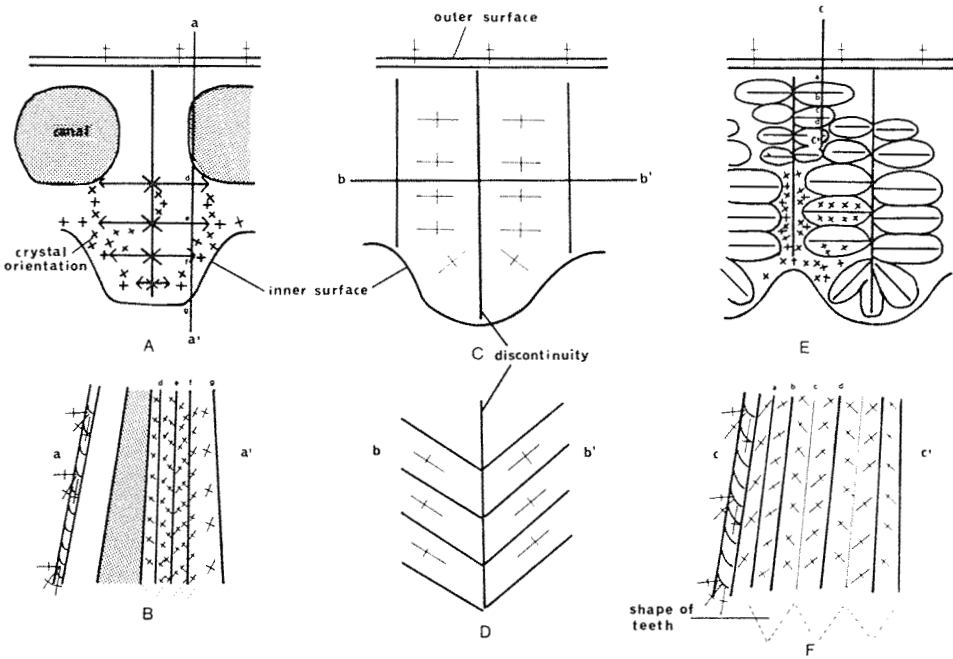 outer surface
a
c
canal
a
b
c
d
c'
d
e
f
g
b
b'
crystal
orientation
inner surface
A
a'
C
discontinuity
E
d
e
f
g
a
a'
b
b'
a
b
c
d
c
c'
B
D
shape of
teeth
F